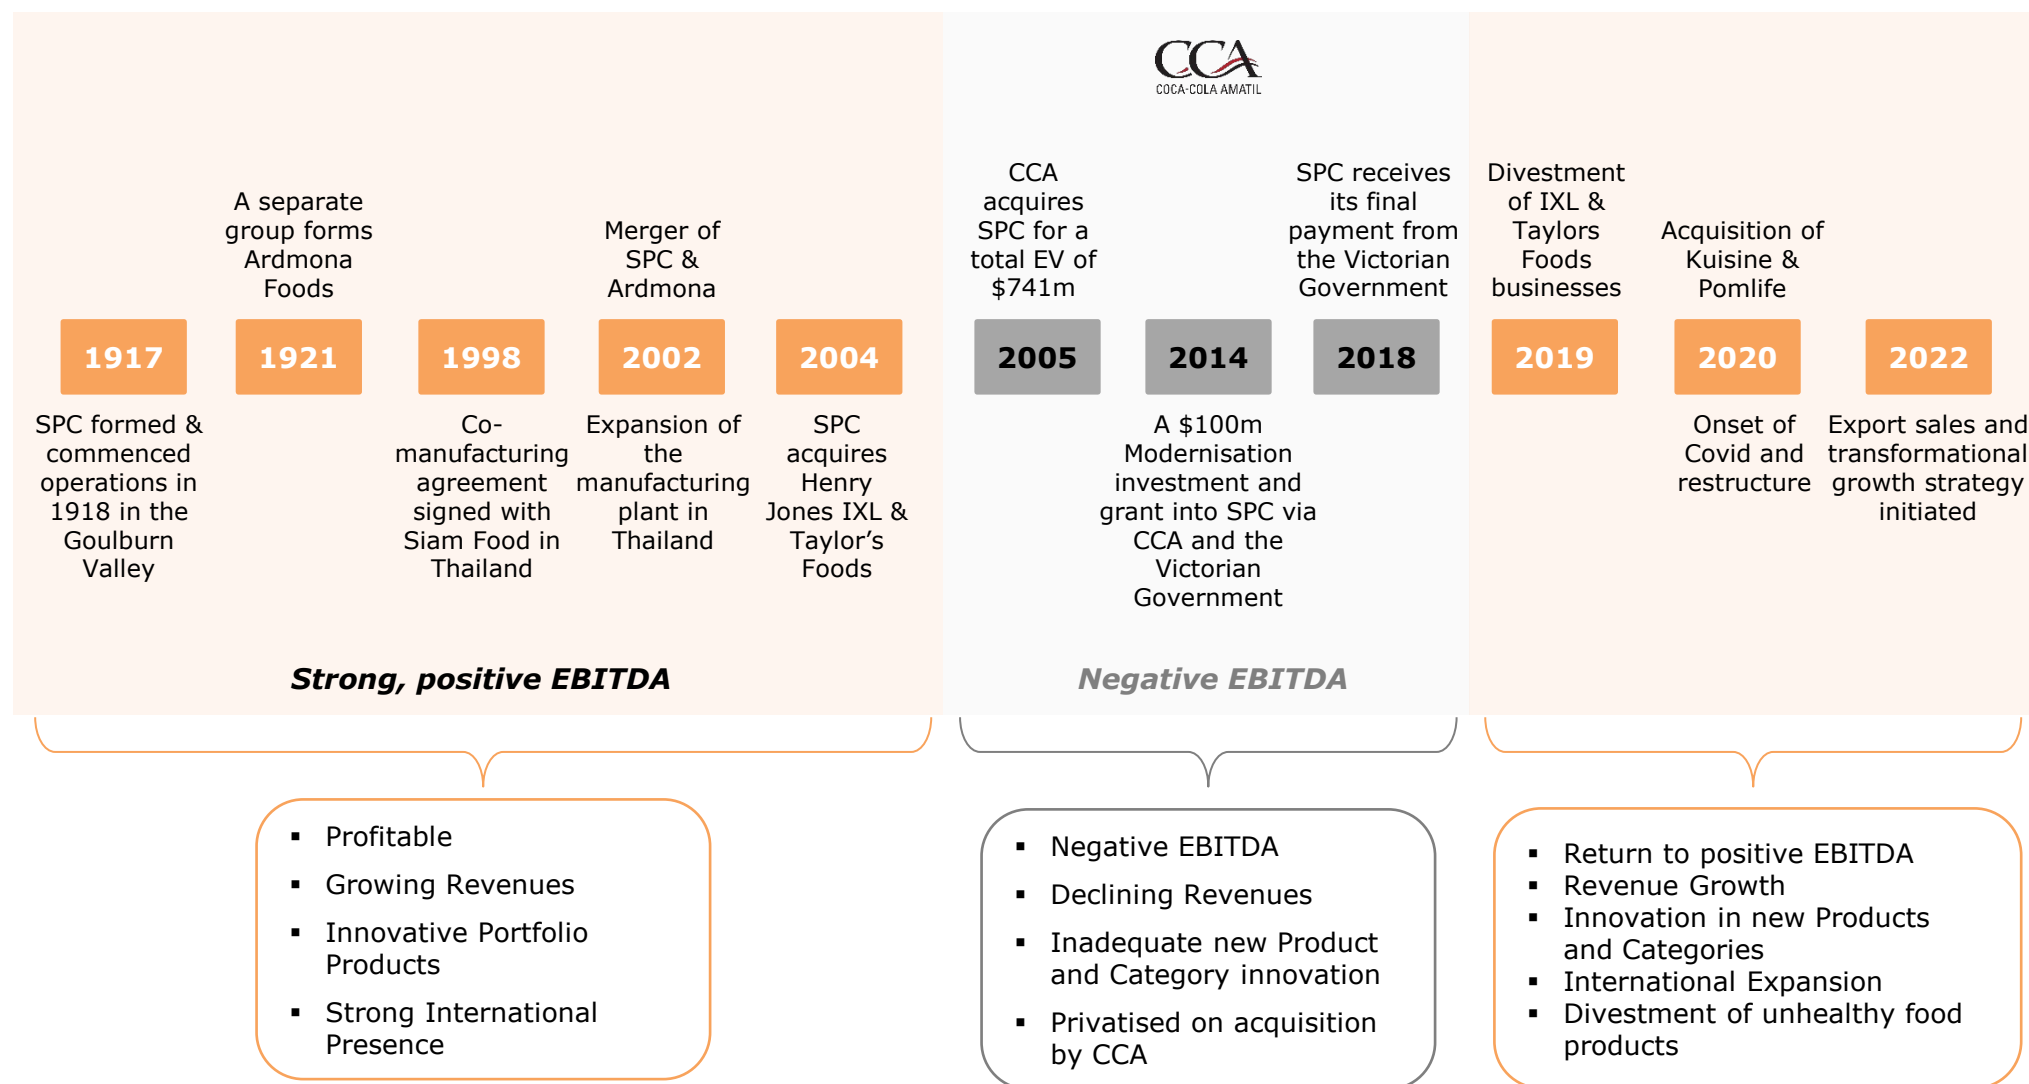 CCA
COCA-COLA AMATIL
A separate
group forms
Ardmona
Foods
Merger of
SPC &
Ardmona
CCA
acquires
SPC for a
total EV of
$741m
SPC receives
its final
payment from
the Victorian
Government
Divestment
of IXL &
Taylors
Foods
businesses
Acquisition of
Kuisine &
Pomlife
1917
1921
1998
2002
2004
2005
2014
2018
2019
2020
2022
SPC formed &
commenced
operations in
1918 in the
Goulburn
Valley
Co-
manufacturing
agreement
signed with
Siam Food in
Thailand
Expansion of
the
manufacturing
plant in
Thailand
SPC
acquires
Henry
Jones IXL &
Taylor’s
Foods
A $100m
Modernisation
investment and
grant into SPC via
CCA and the
Victorian
Government
Onset of
Covid and
restructure
Export sales and
transformational
growth strategy
initiated
Strong, positive EBITDA
Negative EBITDA
▪ Profitable
▪ Growing Revenues
▪ Innovative Portfolio
Products
▪ Strong International
Presence
▪ Negative EBITDA
▪ Declining Revenues
▪ Inadequate new Product
and Category innovation
▪ Privatised on acquisition
by CCA
▪ Return to positive EBITDA
▪ Revenue Growth
▪ Innovation in new Products
and Categories
▪ International Expansion
▪ Divestment of unhealthy food
products